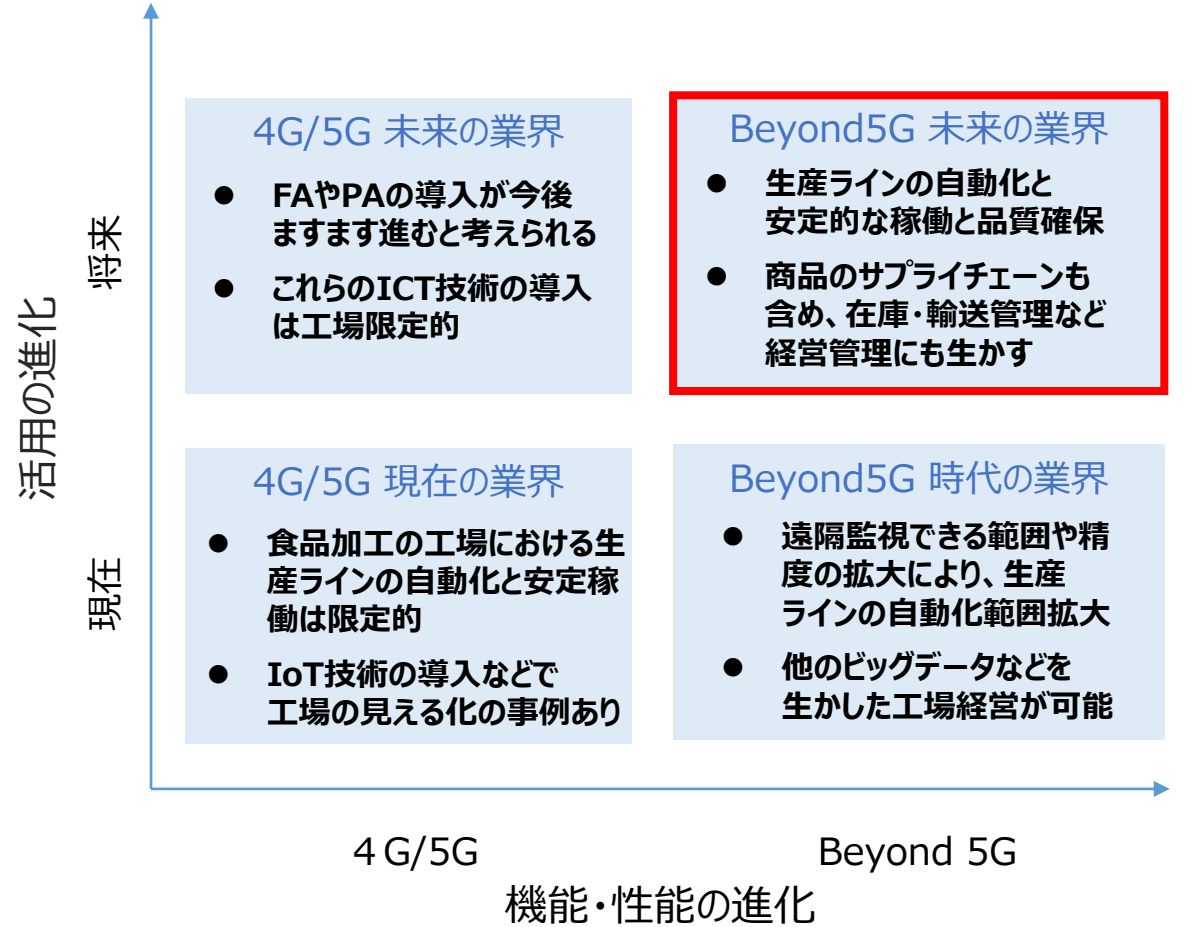 4G/5G 未来の業界
● FAやPAの導入が今後
ますます進むと考えられる
● これらのICT技術の導入
は工場限定的
Beyond5G 未来の業界
● 生産ラインの自動化と
安定的な稼働と品質確保
● 商品のサプライチェーンも
含め、在庫・輸送管理など
経営管理にも生かす
将来
活用の進化
現在
4G/5G 現在の業界
● 食品加工の工場における生
産ラインの自動化と安定稼
働は限定的
● IoT技術の導入などで
工場の見える化の事例あり
Beyond5G 時代の業界
● 遠隔監視できる範囲や精
度の拡大により、生産
ラインの自動化範囲拡大
● 他のビッグデータなどを
生かした工場経営が可能
４G/5G
Beyond 5G
機能・性能の進化